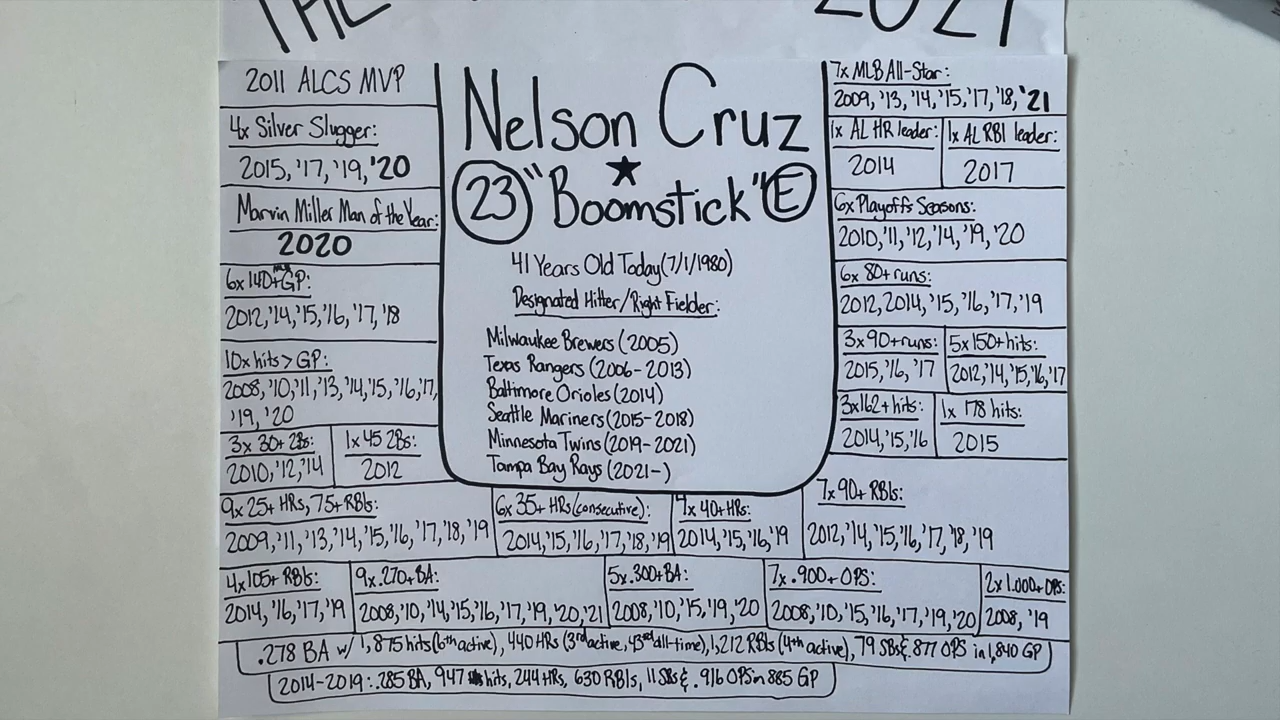 THE 2021
2011 ALCS MVP
4x Silver Slugger:
2015, '17, '19, '20
Marvin Miller Man of the Year:
2020
6x 140+ GP:
2012, '14, '15, '16, '17, '18
10x hits > GP:
2008, '10, '11, '13, '14, '15, '16, '17,
'19, '20
3x 30+ 2Bs:
2010, '12, '14
1x 45 2Bs:
2012
Nelson Cruz
23 "Boomstick" E
41 Years Old Today (7/1/1980)
Designated Hitter/Right Fielder:
Milwaukee Brewers (2005)
Texas Rangers (2006-2013)
Baltimore Orioles (2014)
Seattle Mariners (2015-2018)
Minnesota Twins (2019-2021)
Tampa Bay Rays (2021-)
7x MLB All-Star:
2009, '13, '14, '15, '17, '18, '21
1x AL HR leader:
2014
1x AL RBI leader:
2017
6x Playoffs Seasons:
2010, '11, '12, '14, '19, '20
6x 80+ runs:
2012, 2014, '15, '16, '17, '19
3x 90+ runs:
2015, '16, '17
5x 150+ hits:
2012, '14, '15, '16, '17
3x 162+ hits:
2014, '15, '16
1x 178 hits:
2015
9x 25+ HRs, 75+ RBIs:
2009, '11, '13, '14, '15, '16, '17, '18, '19
6x 35+ HRs (consecutive):
2014, '15, '16, '17, '18, '19
4x 40+ HRs:
2014, '15, '16, '19
7x 90+ RBIs:
2012, '14, '15, '16, '17, '18, '19
4x 105+ RBIs:
2014, '16, '17, '19
9x .270+ BA:
2008, '10, '14, '15, '16, '17, '19, '20, '21
5x .300+ BA:
2008, '10, '15, '19, '20
7x .900+ OPS:
2008, '10, '15, '16, '17, '19, '20
2x 1.000+ OPS:
2008, '19
.278 BA w/ 1,875 hits (6th active), 440 HRs (3rd active, 43rd all-time), 1,212 RBIs (4th active), 79 SBs & .877 OPS in 1,840 GP
2014-2019: .285 BA, 947 hits, 244 HRs, 630 RBIs, 11 SBs & .916 OPS in 885 GP